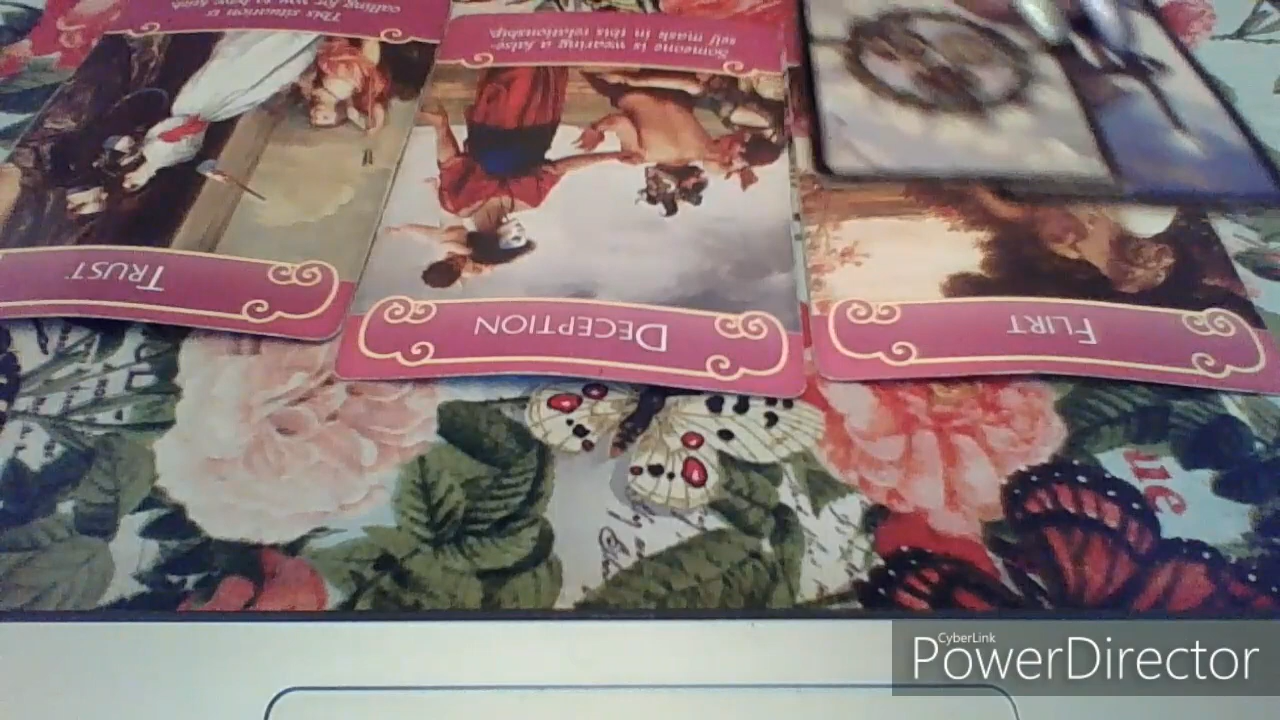 This situation is
calling for you to have faith
Someone is wearing a false
self mask in this relationship.
TRUST
DECEPTION
FLIRT
ue
CyberLink
PowerDirector